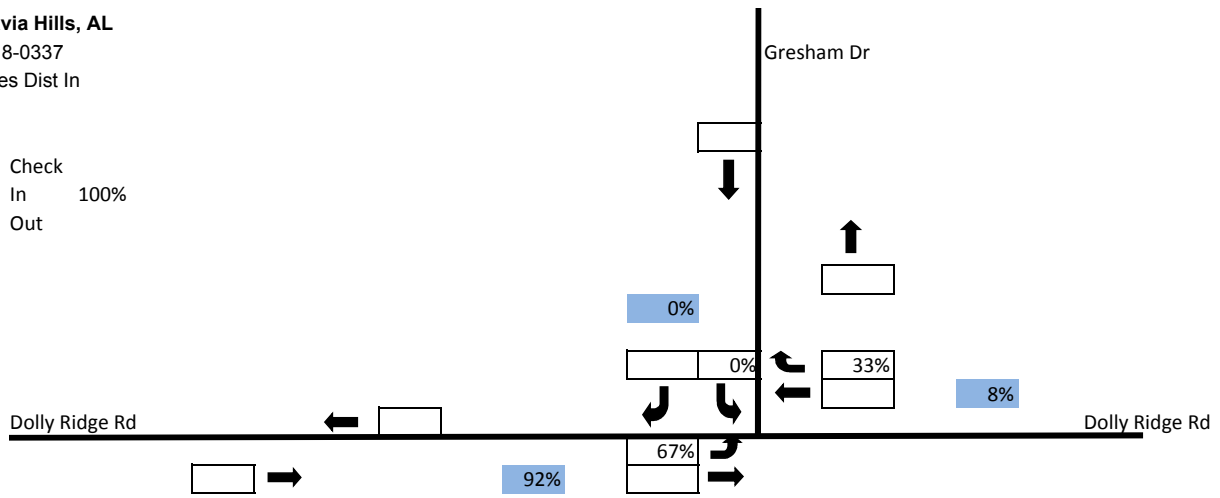 via Hills, AL
8-0337
es Dist In
Gresham Dr
Check
In 100%
Out
0%
0% 33%
8%
Dolly Ridge Rd Dolly Ridge Rd
67%
92%